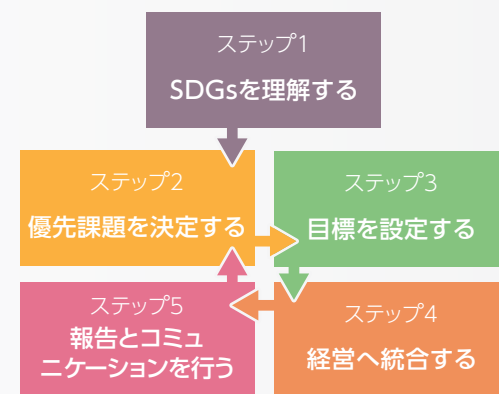 ステップ1
SDGsを理解する
ステップ2
優先課題を決定する
ステップ3
目標を設定する
ステップ5
報告とコミュ
ニケーションを行う
ステップ4
経営へ統合する